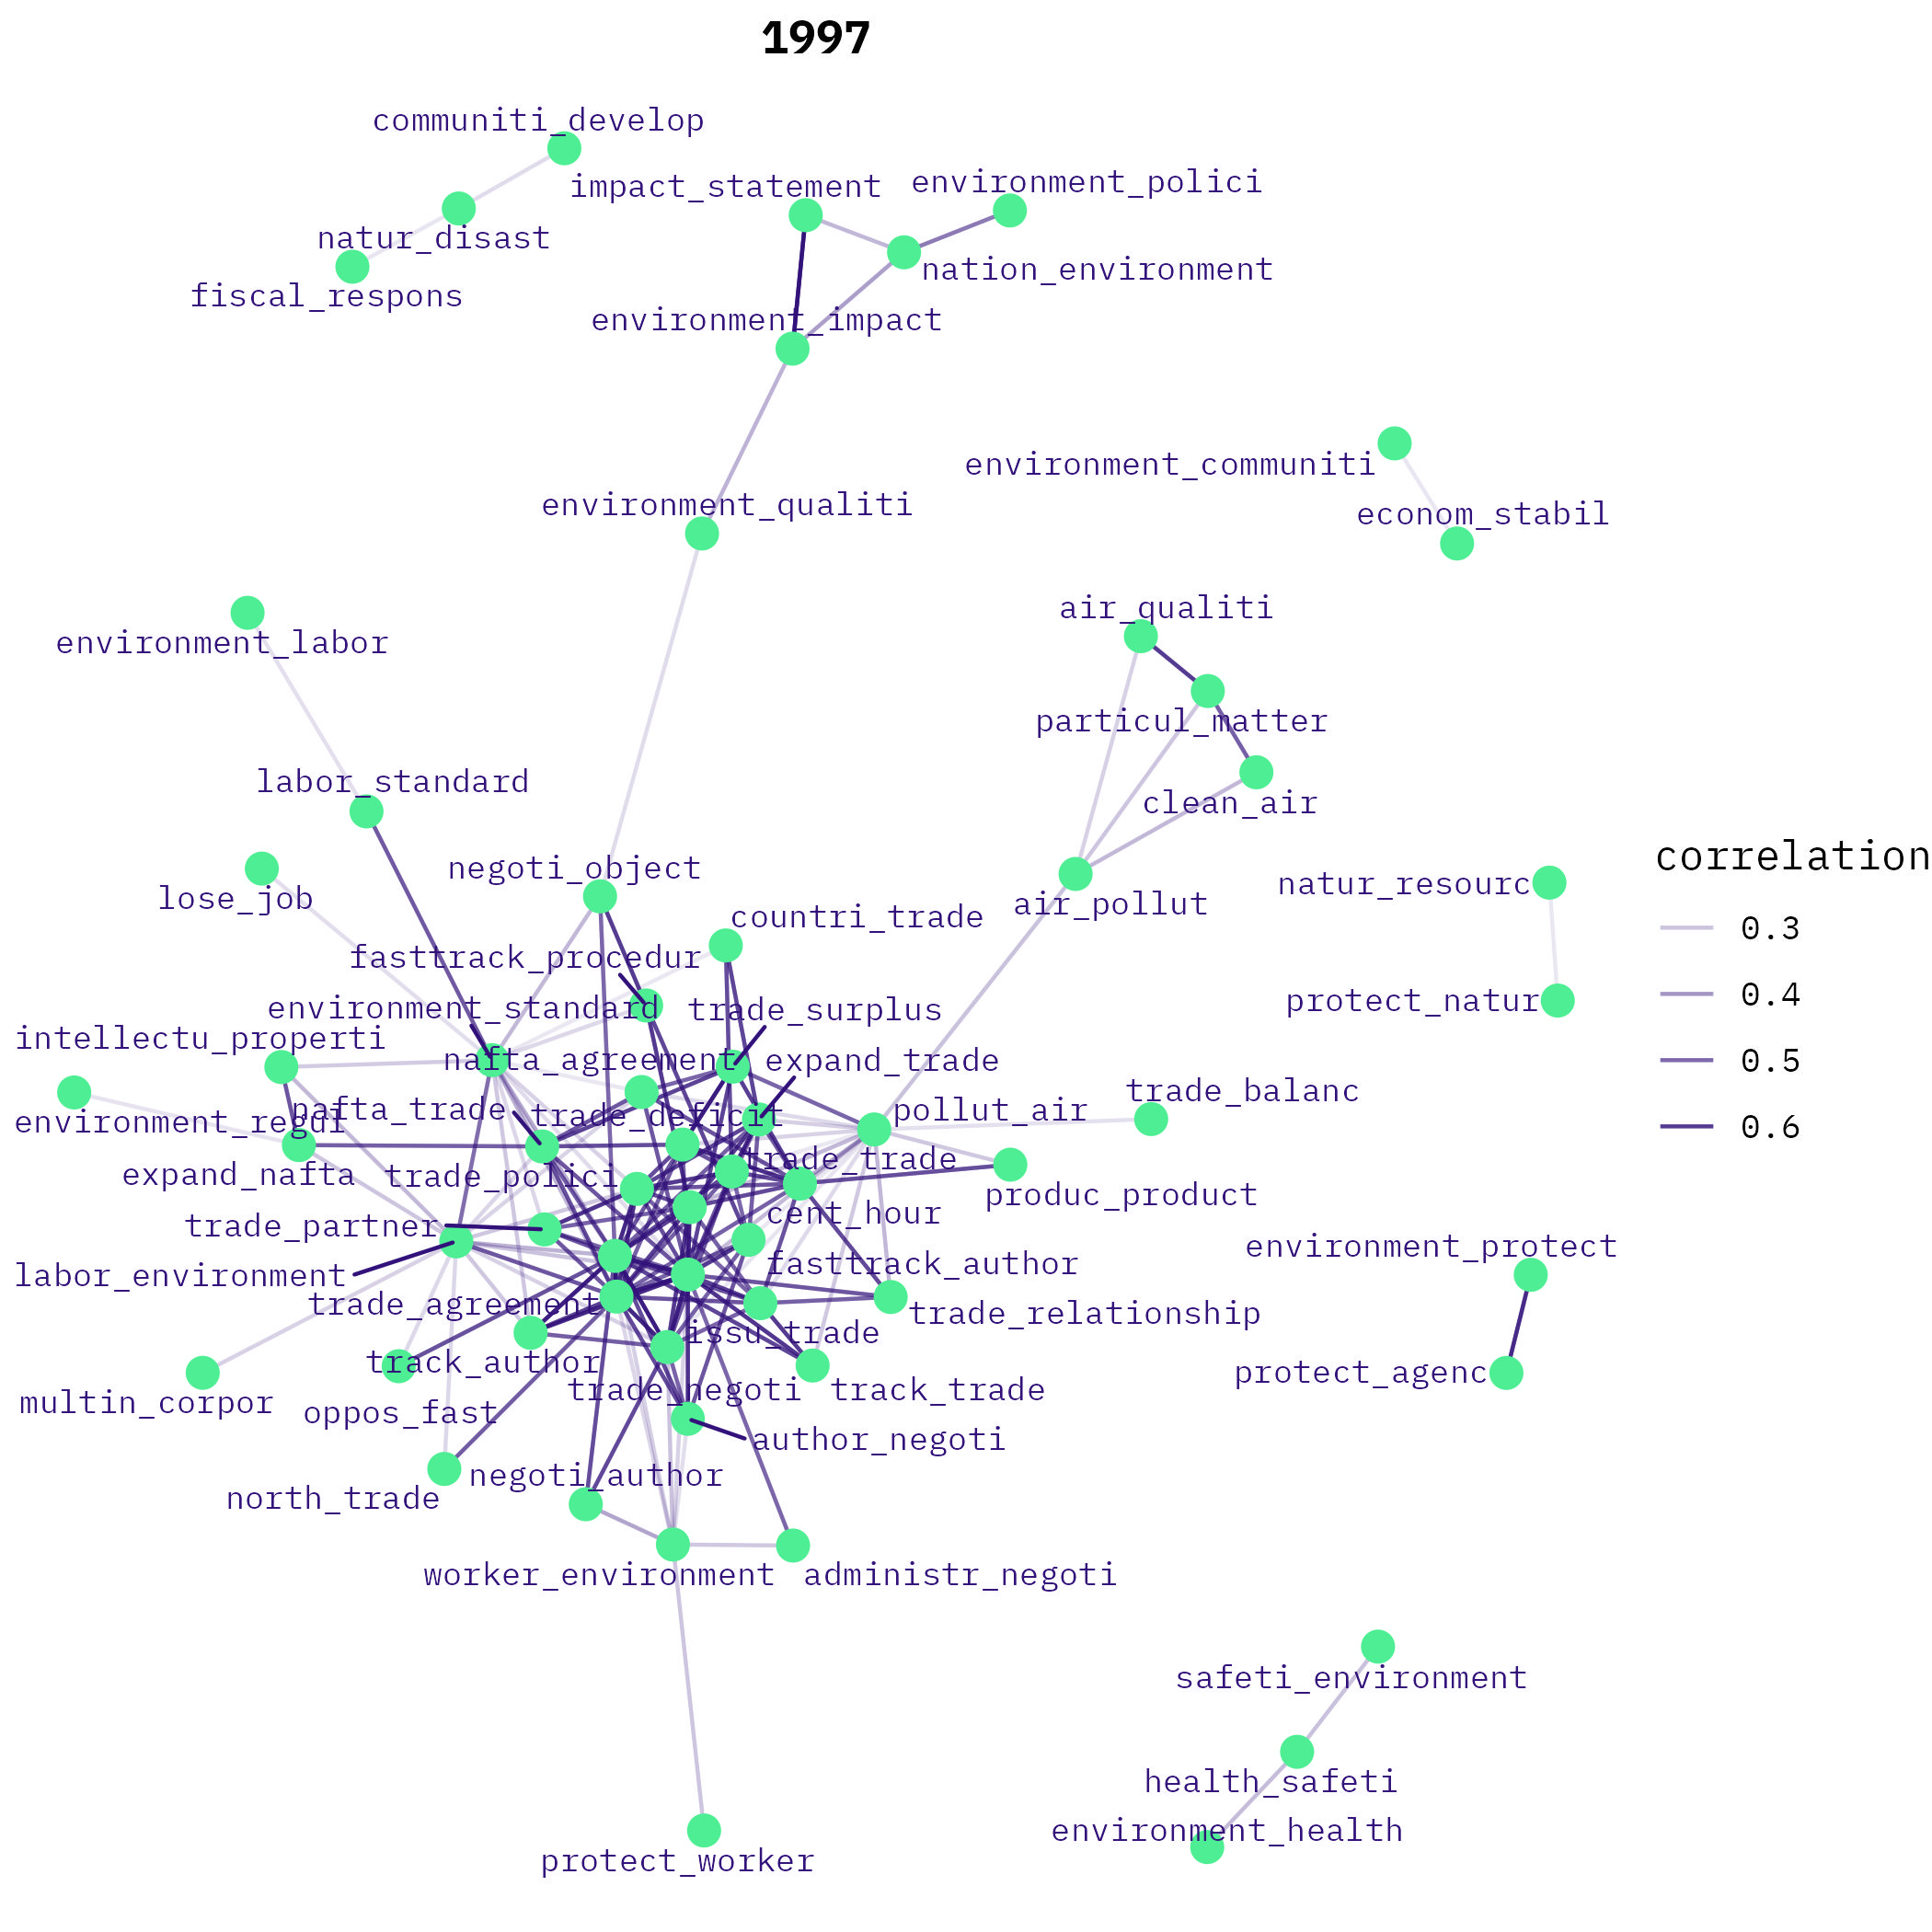 1997
communiti_develop
impact_statement
environment_polici
natur_disast
nation_environment
fiscal_respons
environment_impact
environment_communiti
environment_qualiti
econom_stabil
air_qualiti
environment_labor
particul_matter
labor_standard
clean_air
negoti_object
correlation
lose_job
natur_resourc
air_pollut
countri_trade
0.3
fasttrack_procedur
environment_standard
trade_surplus
0.4
protect_natur
intellectu_properti
nafta_agreement
expand_trade
0.5
trade_balanc
environment_regul
nafta_trade
trade_deficit
pollut_air
0.6
trade_trade
expand_nafta
trade_polici
produc_product
cent_hour
trade_partner
environment_protect
fasttrack_author
labor_environment
trade_agreement
trade_relationship
issu_trade
track_author
protect_agenc
trade_negoti
track_trade
multin_corpor
oppos_fast
author_negoti
negoti_author
north_trade
worker_environment
administr_negoti
safeti_environment
health_safeti
environment_health
protect_worker